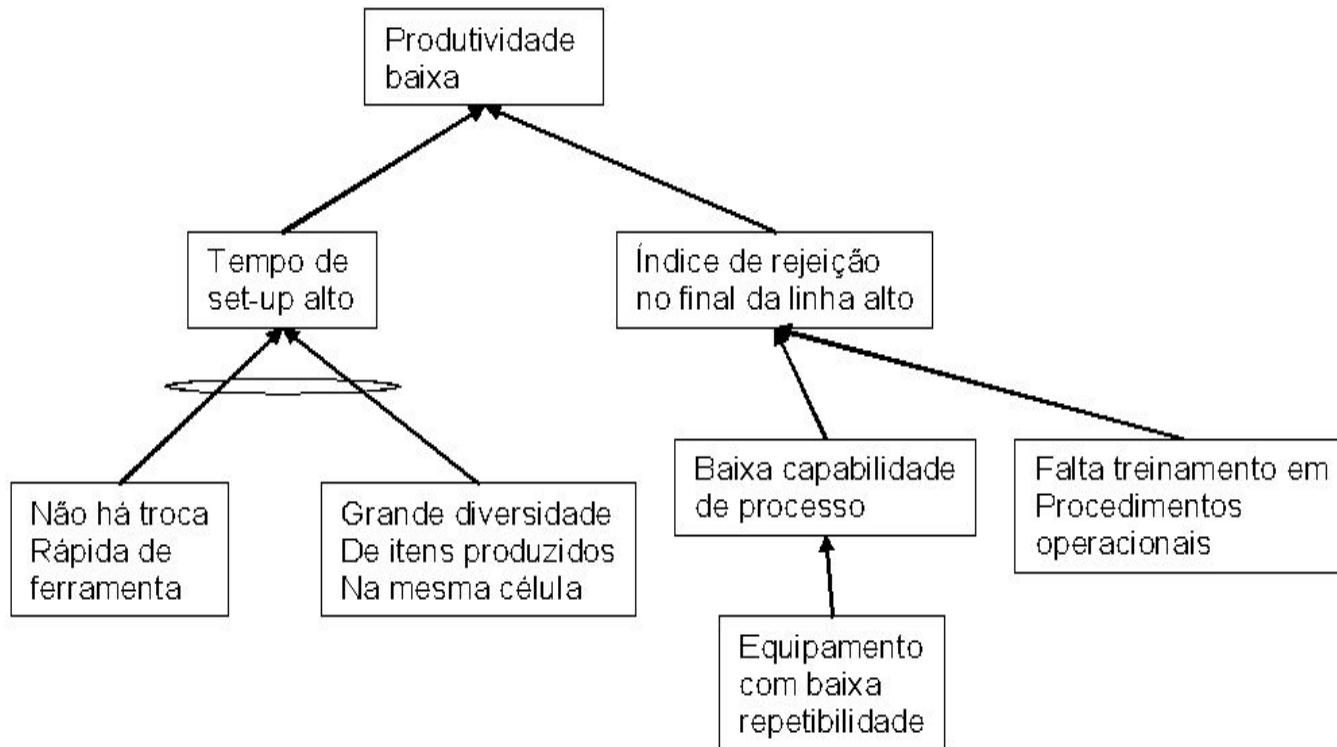 Produtividade
baixa
Tempo de
set-up alto
Índice de rejeição
no final da linha alto
Não há troca
Rápida de
ferramenta
Grande diversidade
De itens produzidos
Na mesma célula
Baixa capabilidade
de processo
Falta treinamento em
Procedimentos
operacionais
Equipamento
com baixa
repetibilidade